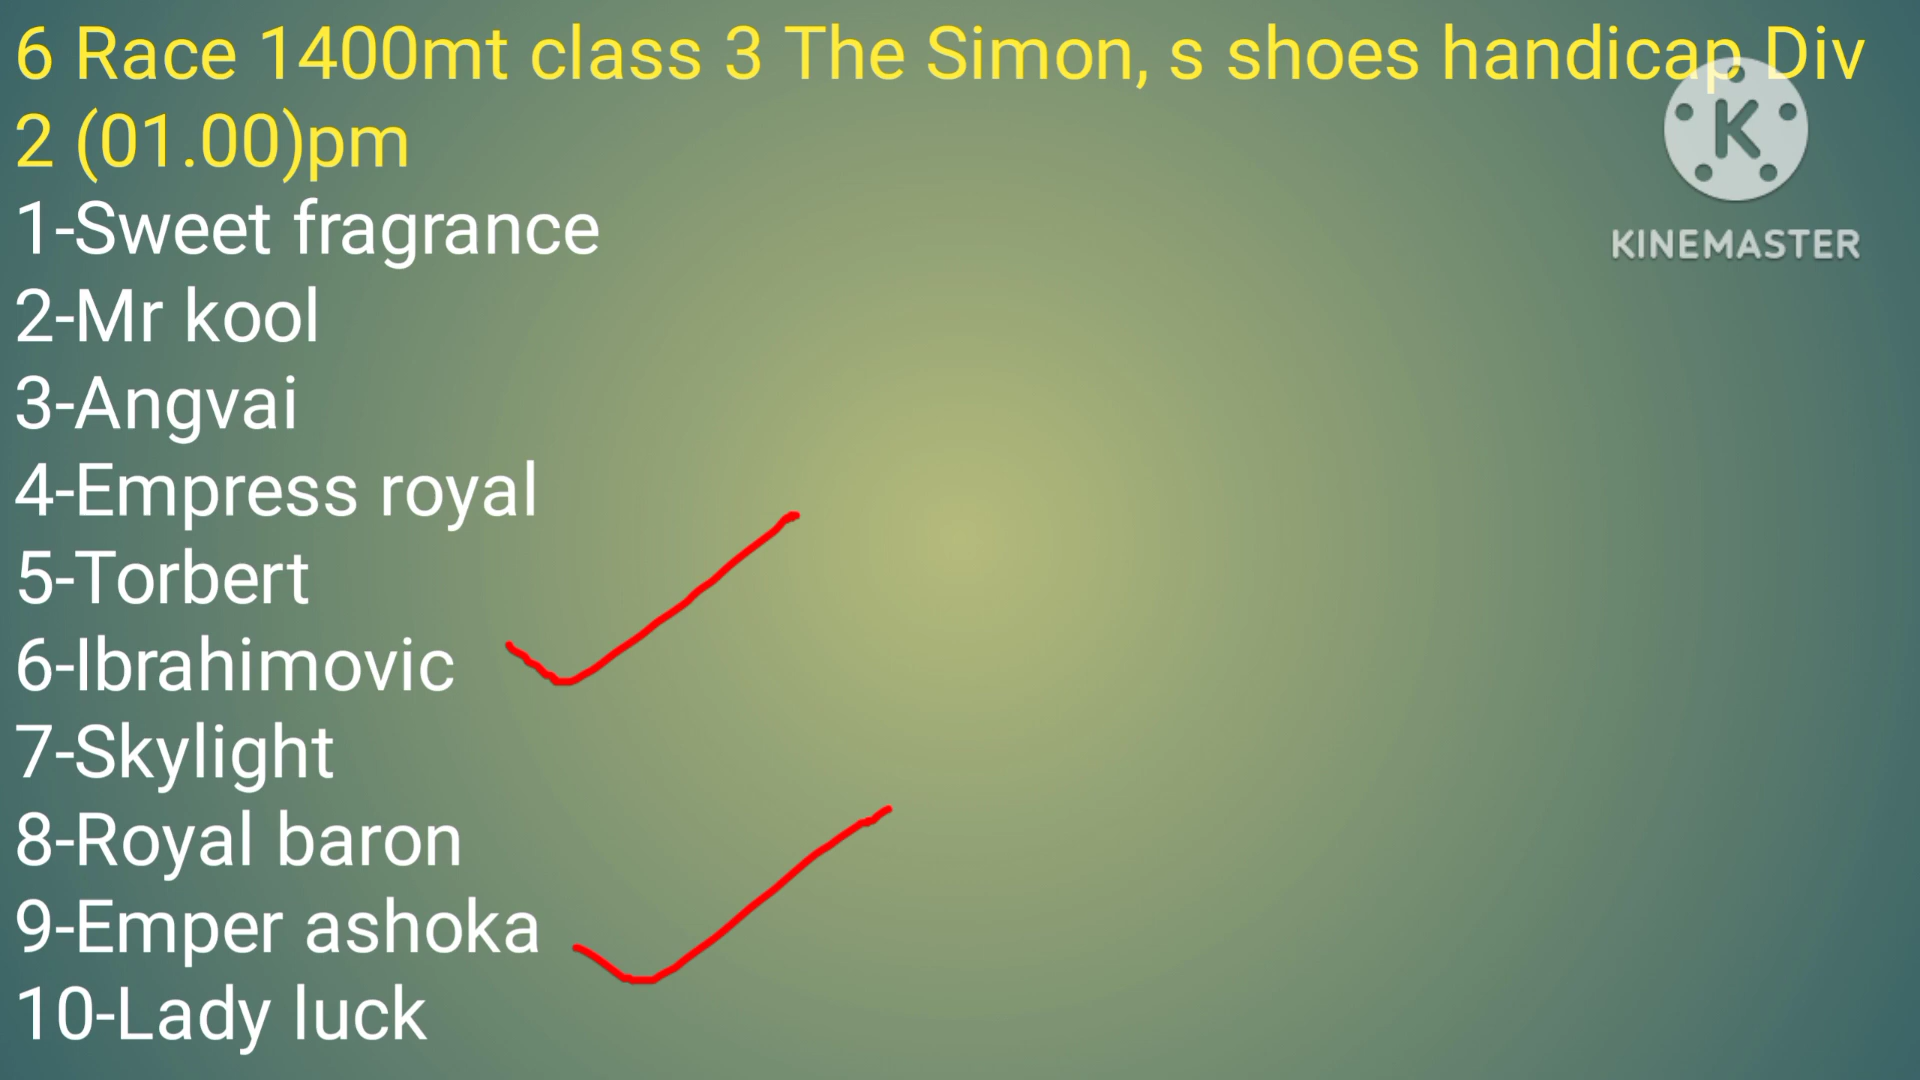 6 Race 1400mt class 3 The Simon, s shoes handicap Div
2 (01.00)pm
1-Sweet fragrance
2-Mr kool
3-Angvai
4-Empress royal
5-Torbert
6-Ibrahimovic
7-Skylight
8-Royal baron
9-Emper ashoka
10-Lady luck
K
KINEMASTER